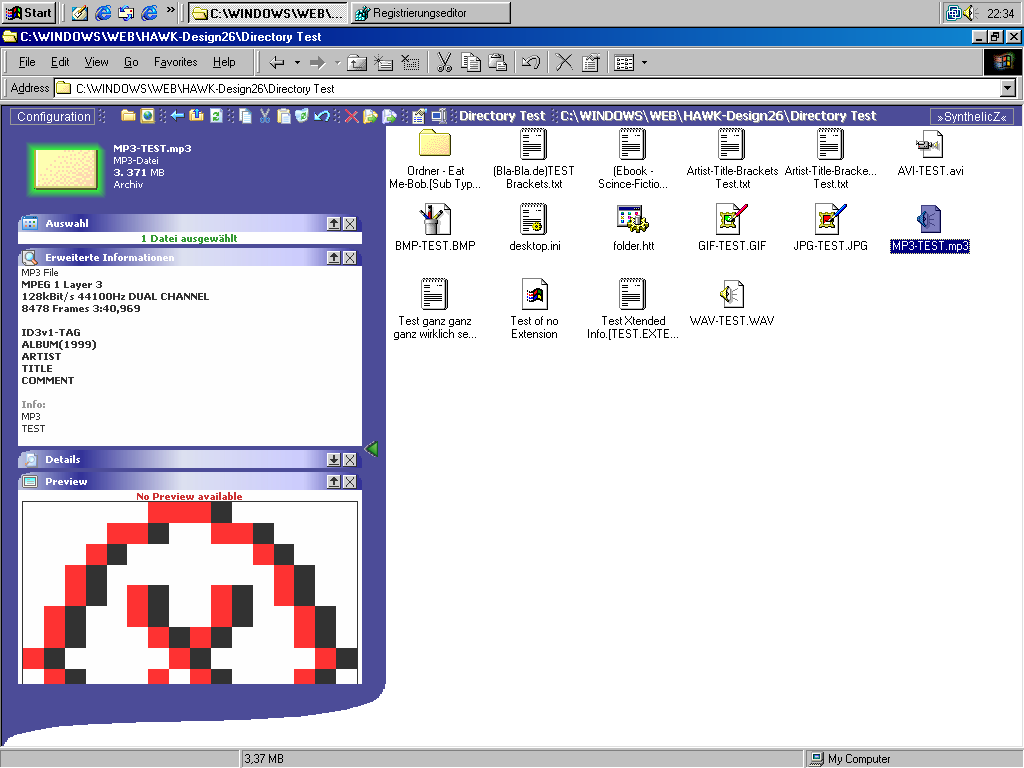 Start
»
C:\WINDOWS\WEB\...
Registrierungseditor
22:34
C:\WINDOWS\WEB\HAWK-Design26\Directory Test
File Edit View Go Favorites Help
Address C:\WINDOWS\WEB\HAWK-Design26\Directory Test
Configuration
Directory Test
C:\WINDOWS\WEB\HAWK-Design26\Directory Test
»SyntheticZ«
MP3-TEST.mp3
MP3-Datei
3. 371 MB
Archiv
Auswahl
1 Datei ausgewählt
Erweiterte Informationen
MP3 File
MPEG 1 Layer 3
128kBit/s 44100Hz DUAL CHANNEL
8478 Frames 3:40,969
ID3v1-TAG
ALBUM(1999)
ARTIST
TITLE
COMMENT
Info:
MP3
TEST
Details
Preview
No Preview available
Ordner - Eat
Me-Bob.[Sub Typ...
(Bla-Bla.de)TEST
Brackets.txt
(Ebook -
Scince-Fictio...
Artist-Title-Brackets
Test.txt
Artist-Title-Bracke...
Test.txt
AVI-TEST.avi
BMP-TEST.BMP
desktop.ini
folder.htt
GIF-TEST.GIF
JPG-TEST.JPG
MP3-TEST.mp3
Test ganz ganz
ganz wirklich se...
Test of no
Extension
Test Xtended
Info.[TEST.EXTE...
WAV-TEST.WAV
3,37 MB
My Computer